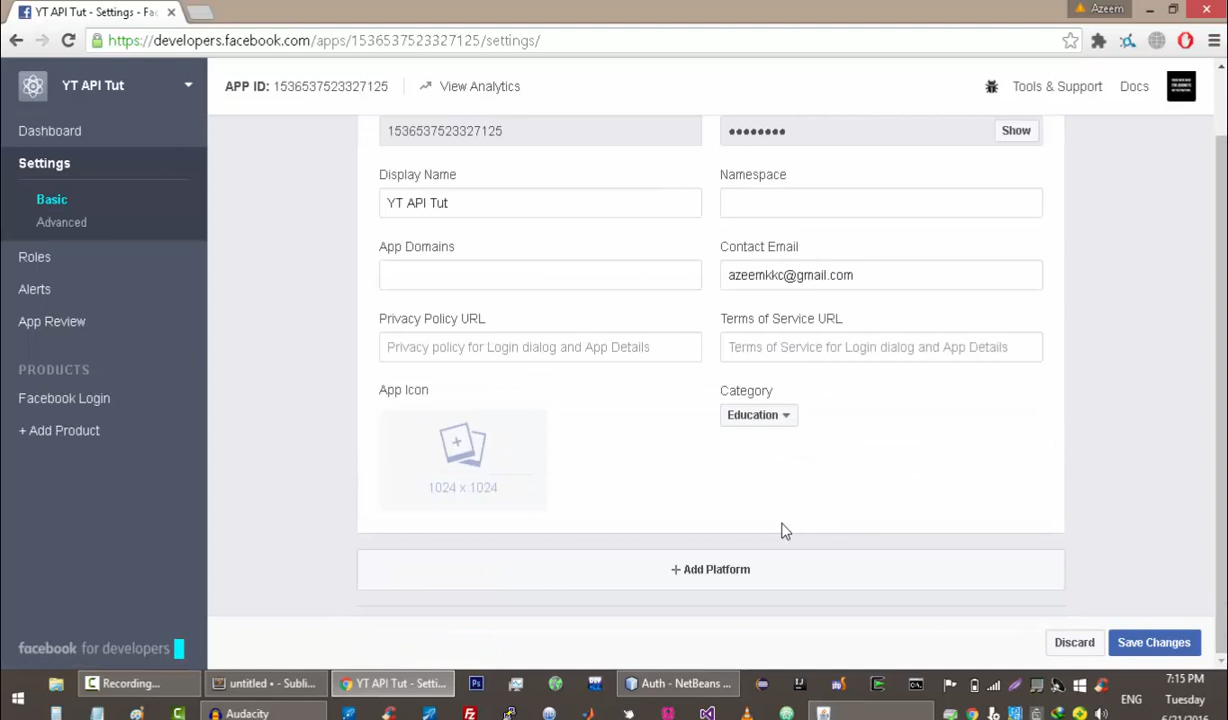 YT API Tut - Settings - Fac
Azeem
https://developers.facebook.com/apps/1536537523327125/settings/
YT API Tut
APP ID: 1536537523327125
View Analytics
Tools & Support
Docs
Dashboard
Settings
Basic
Advanced
Roles
Alerts
App Review
PRODUCTS
Facebook Login
+ Add Product
facebook for developers
1536537523327125
Show
Display Name
Namespace
YT API Tut
App Domains
Contact Email
azeemkkc@gmail.com
Privacy Policy URL
Terms of Service URL
Privacy policy for Login dialog and App Details
Terms of Service for Login dialog and App Details
App Icon
Category
Education
1024 x 1024
+ Add Platform
Discard
Save Changes
Recording...
untitled • - Subli...
YT API Tut - Setti...
Ps
Auth - NetBeans ...
ENG
7:15 PM
Tuesday
6/21/2016
Audacity